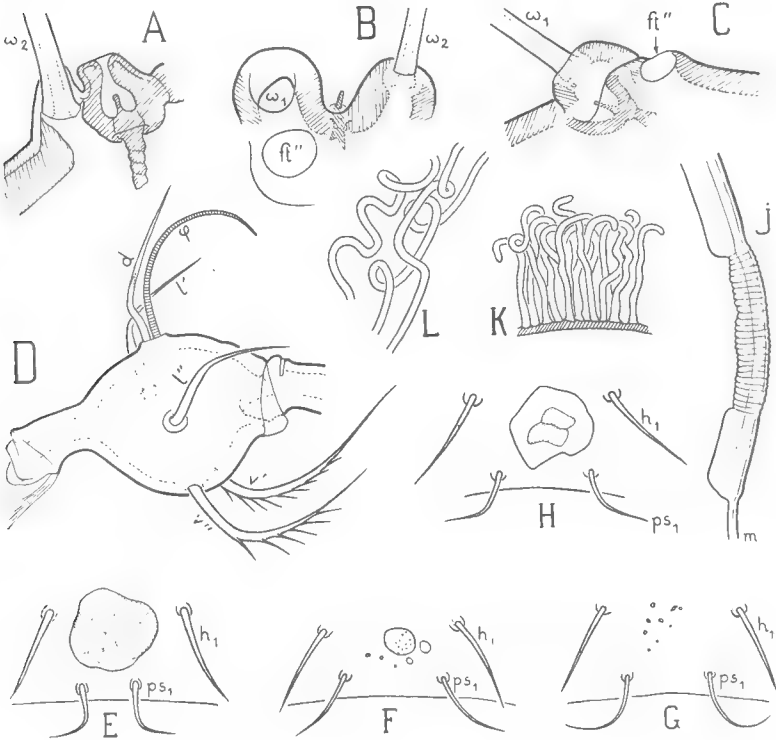 A
ω₂
B
ω₁
ω₂
ft"
C
ω₁
ft"
D
d
φ
l'
l"
v'
v"
L
K
j
m
H
h₁
ps₁
E
h₁
ps₁
F
h₁
ps₁
G
h₁
ps₁